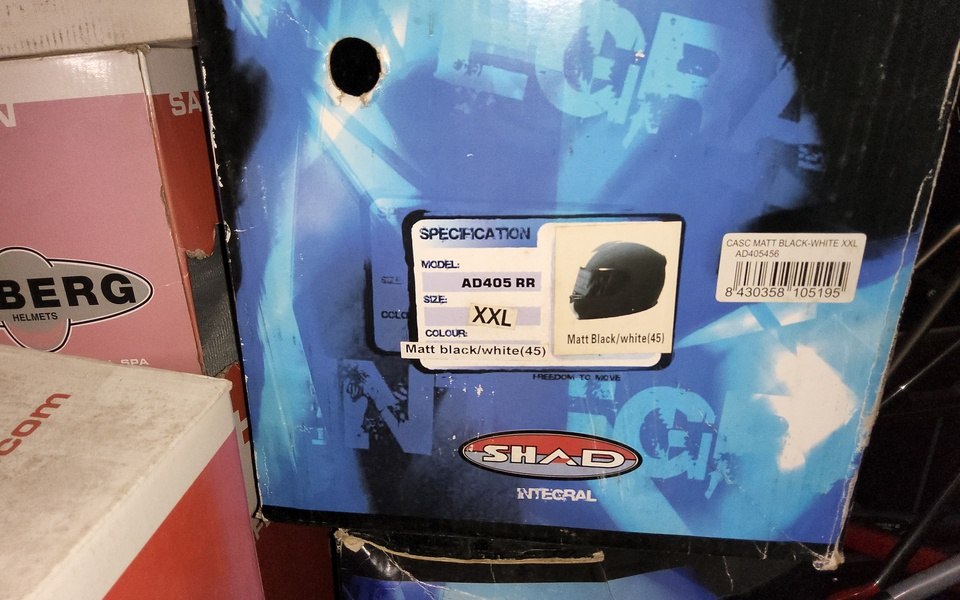 SPECIFICATION
MODEL:
AD405 RR
SIZE:
XXL
COLOUR:
Matt black/white(45)
Matt Black/white(45)
CASC MATT BLACK-WHITE XXL
AD405456
8 430358 105195
FREEDOM TO MOVE
SHAD
INTEGRAL
BERG
HELMETS
SPA
.com